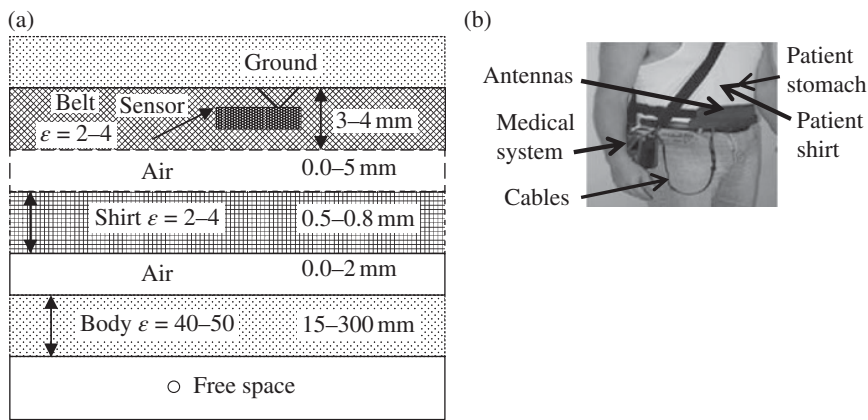 (a)
Ground
Belt
Sensor
ε = 2–4
3–4 mm
Air
0.0–5 mm
Shirt ε = 2–4
0.5–0.8 mm
Air
0.0–2 mm
Body ε = 40–50
15–300 mm
Free space
(b)
Antennas
Patient
stomach
Medical
system
Patient
shirt
Cables